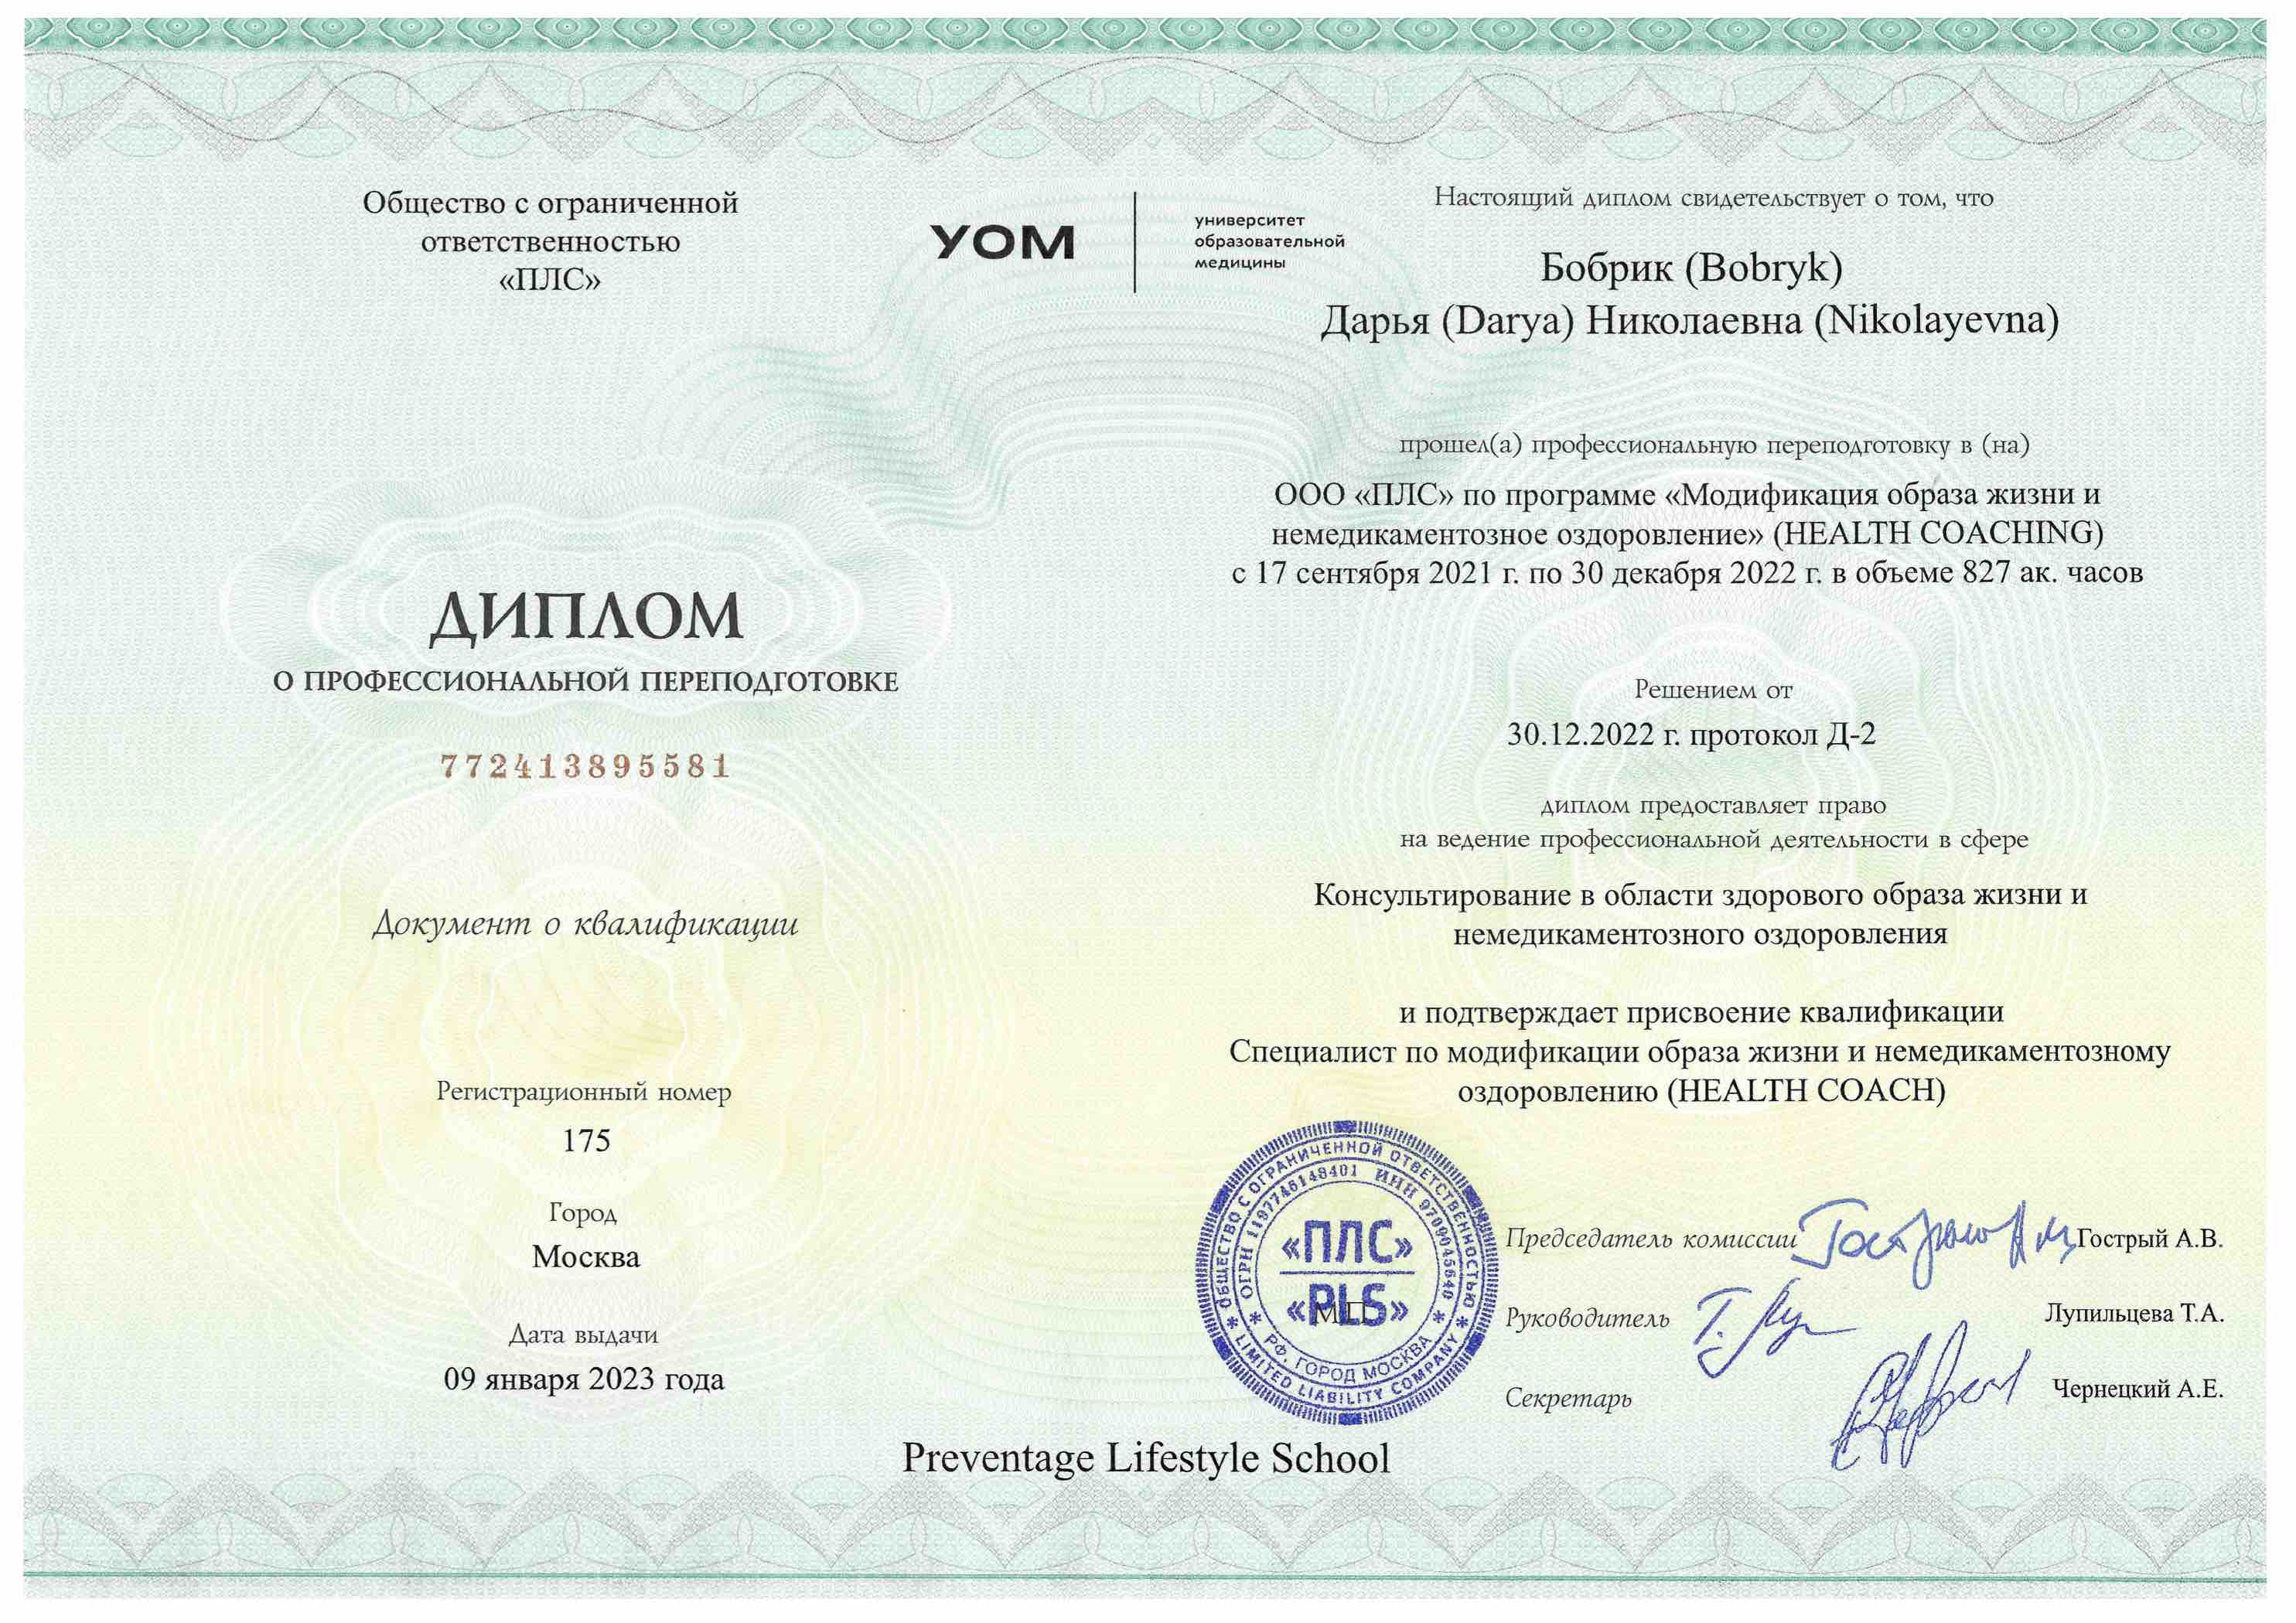 Общество с ограниченной
ответственностью
«ПЛС»
УОМ
университет
образовательной
медицины
ДИПЛОМ
О ПРОФЕССИОНАЛЬНОЙ ПЕРЕПОДГОТОВКЕ
772413895581
Документ о квалификации
Регистрационный номер
175
Город
Москва
Дата выдачи
09 января 2023 года
Настоящий диплом свидетельствует о том, что
Бобрик (Bobryk)
Дарья (Darya) Николаевна (Nikolayevna)
прошел(а) профессиональную переподготовку в (на)
ООО «ПЛС» по программе «Модификация образа жизни и
немедикаментозное оздоровление» (HEALTH COACHING)
с 17 сентября 2021 г. по 30 декабря 2022 г. в объеме 827 ак. часов
Решением от
30.12.2022 г. протокол Д-2
диплом предоставляет право
на ведение профессиональной деятельности в сфере
Консультирование в области здорового образа жизни и
немедикаментозного оздоровления
и подтверждает присвоение квалификации
Специалист по модификации образа жизни и немедикаментозному
оздоровлению (HEALTH COACH)
ОБЩЕСТВО С ОГРАНИЧЕННОЙ ОТВЕТСТВЕННОСТЬЮ
ОГРН 1197746148401 ИНН 9709045640
«ПЛС»
«PLS»
М.П.
РФ, ГОРОД МОСКВА
LIMITED LIABILITY COMPANY
Председатель комиссии Гострый А.В.
Руководитель Лупильцева Т.А.
Секретарь Чернецкий А.Е.
Preventage Lifestyle School